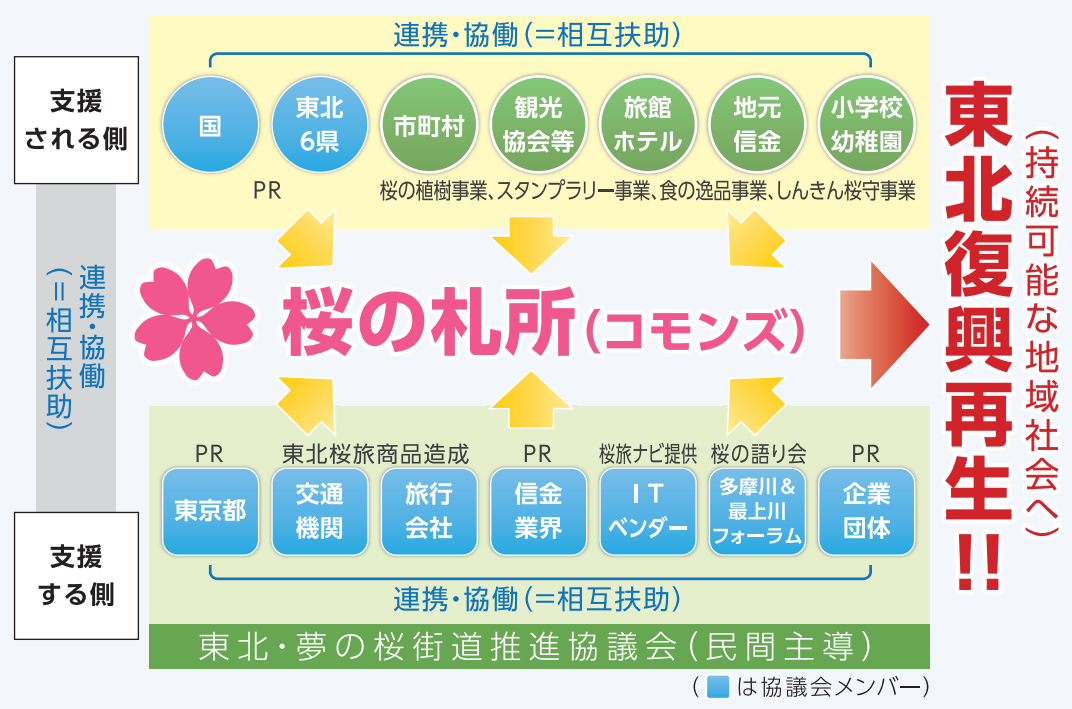 連携・協働(＝相互扶助)
支援
される側
国
東北
6県
市町村
観光
協会等
旅館
ホテル
地元
信金
小学校
幼稚園
PR
桜の植樹事業、スタンプラリー事業、食の逸品事業、しんきん桜守事業
連携・協働
(＝相互扶助)
桜の札所(コモンズ)
東北復興再生!!
(持続可能な地域社会へ)
PR
東北桜旅商品造成
PR
桜旅ナビ提供
桜の語り会
PR
東京都
交通
機関
旅行
会社
信金
業界
IT
ベンダー
多摩川&
最上川
フォーラム
企業
団体
支援
する側
連携・協働(＝相互扶助)
東北・夢の桜街道推進協議会(民間主導)
( は協議会メンバー)